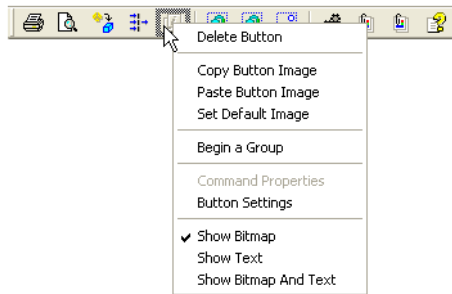 Delete Button
Copy Button Image
Paste Button Image
Set Default Image
Begin a Group
Command Properties
Button Settings
Show Bitmap
Show Text
Show Bitmap And Text